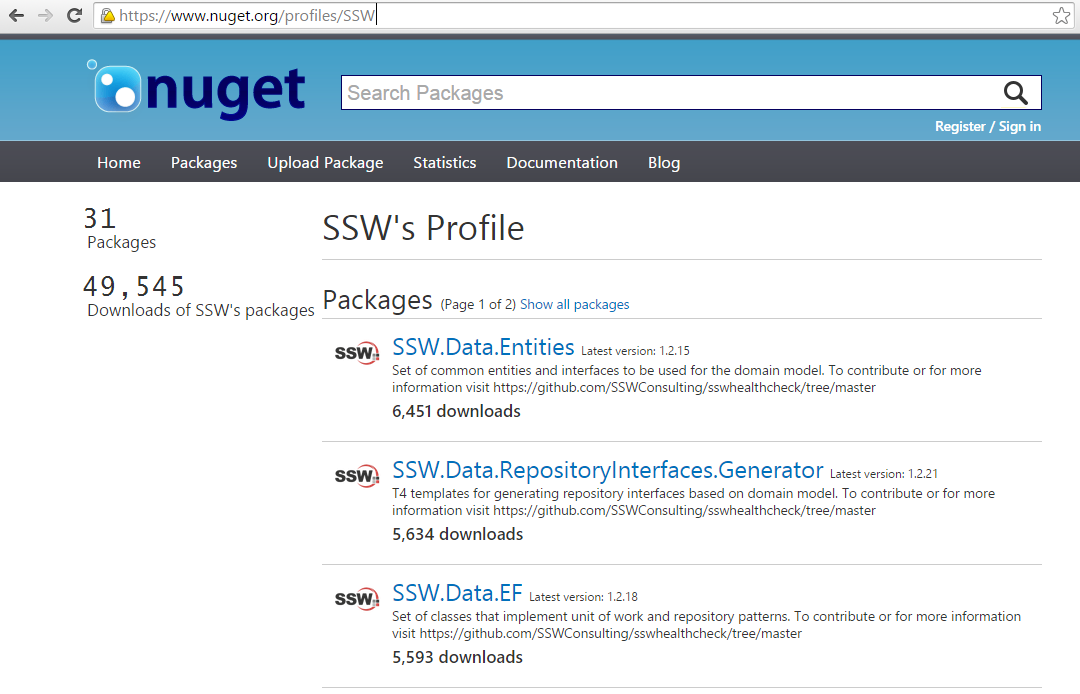 https://www.nuget.org/profiles/SSW
nuget
Search Packages
Register / Sign in
Home Packages Upload Package Statistics Documentation Blog
31
Packages
49,545
Downloads of SSW's packages
SSW's Profile
Packages (Page 1 of 2) Show all packages
SSW
SSW.Data.Entities Latest version: 1.2.15
Set of common entities and interfaces to be used for the domain model. To contribute or for more
information visit https://github.com/SSWConsulting/sswhealthcheck/tree/master
6,451 downloads
SSW
SSW.Data.RepositoryInterfaces.Generator Latest version: 1.2.21
T4 templates for generating repository interfaces based on domain model. To contribute or for more
information visit https://github.com/SSWConsulting/sswhealthcheck/tree/master
5,634 downloads
SSW
SSW.Data.EF Latest version: 1.2.18
Set of classes that implement unit of work and repository patterns. To contribute or for more information
visit https://github.com/SSWConsulting/sswhealthcheck/tree/master
5,593 downloads